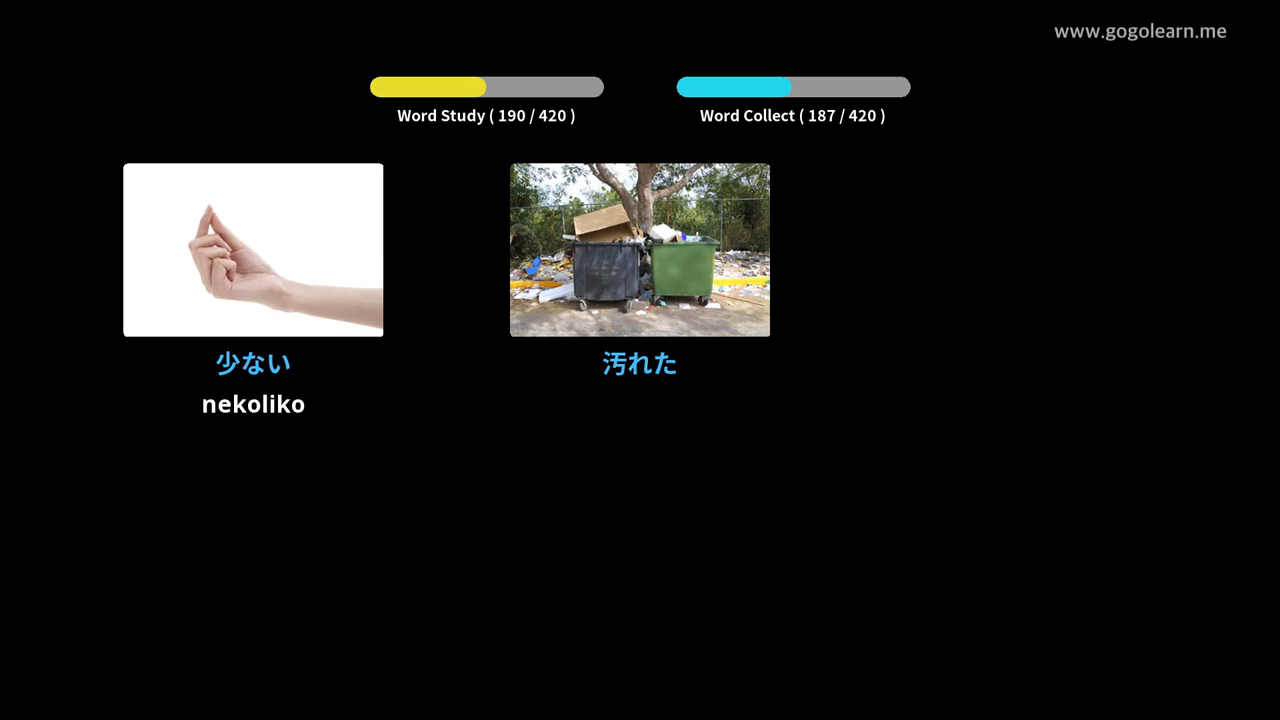 www.gogolearn.me
Word Study ( 190 / 420 )
Word Collect ( 187 / 420 )
少ない
汚れた
nekoliko